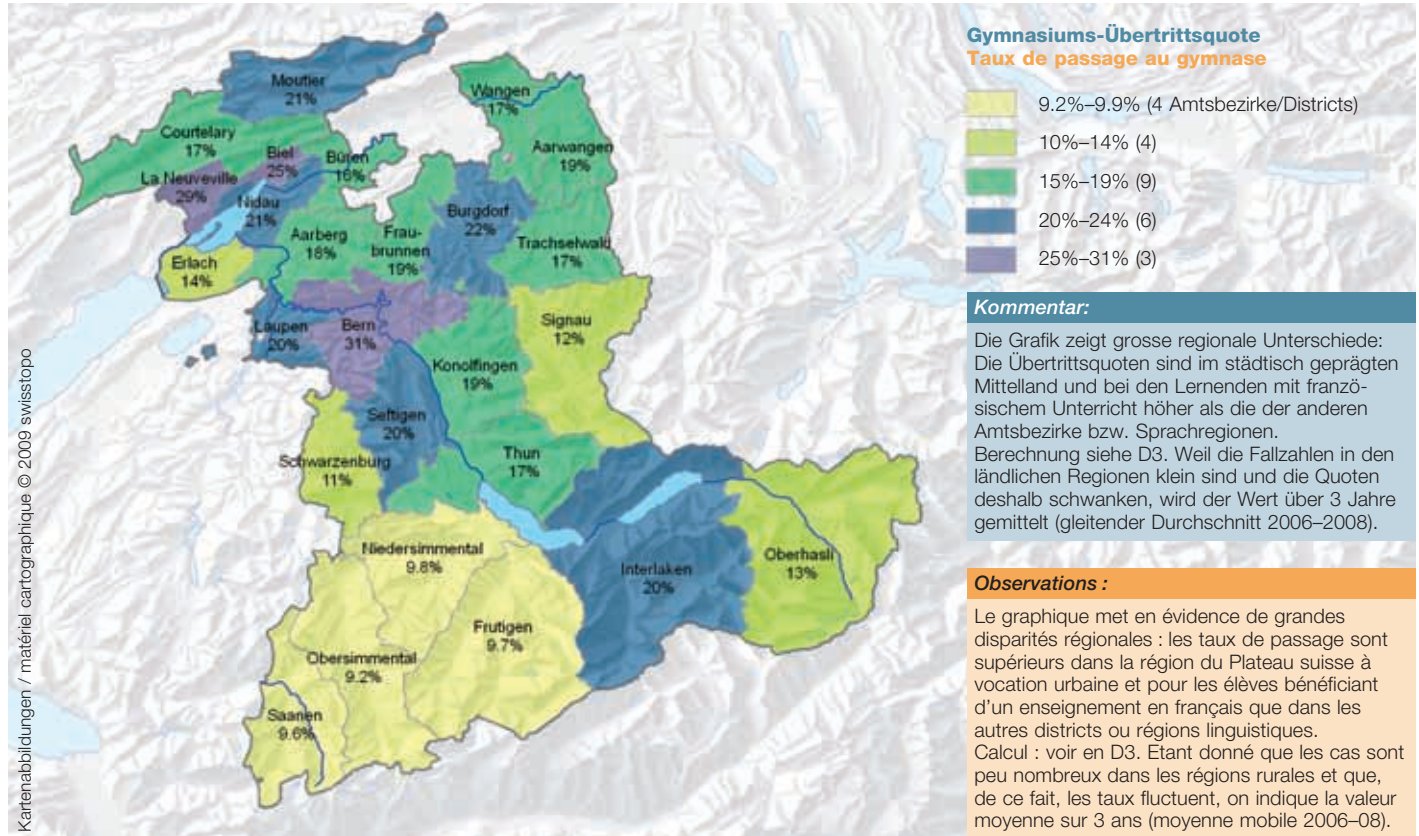 Moutier
21%
Wangen
17%
Courtelary
17%
Aarwangen
19%
Biel
25%
Büren
16%
La Neuveville
29%
Nidau
21%
Burgdorf
22%
Aarberg
18%
Frau-
brunnen
19%
Trachselwald
17%
Erlach
14%
Signau
12%
Laupen
20%
Bern
31%
Konolfingen
19%
Seftigen
20%
Thun
17%
Schwarzenburg
11%
Niedersimmental
9.8%
Interlaken
20%
Oberhasli
13%
Frutigen
9.7%
Obersimmental
9.2%
Saanen
9.6%
Kartenabbildungen / matériel cartographique © 2009 swisstopo
Gymnasiums-Übertrittsquote
Taux de passage au gymnase
9.2%–9.9% (4 Amtsbezirke/Districts)
10%–14% (4)
15%–19% (9)
20%–24% (6)
25%–31% (3)
Kommentar:
Die Grafik zeigt grosse regionale Unterschiede:
Die Übertrittsquoten sind im städtisch geprägten
Mittelland und bei den Lernenden mit franzö-
sischem Unterricht höher als die der anderen
Amtsbezirke bzw. Sprachregionen.
Berechnung siehe D3. Weil die Fallzahlen in den
ländlichen Regionen klein sind und die Quoten
deshalb schwanken, wird der Wert über 3 Jahre
gemittelt (gleitender Durchschnitt 2006–2008).
Observations :
Le graphique met en évidence de grandes
disparités régionales : les taux de passage sont
supérieurs dans la région du Plateau suisse à
vocation urbaine et pour les élèves bénéficiant
d'un enseignement en français que dans les
autres districts ou régions linguistiques.
Calcul : voir en D3. Etant donné que les cas sont
peu nombreux dans les régions rurales et que,
de ce fait, les taux fluctuent, on indique la valeur
moyenne sur 3 ans (moyenne mobile 2006–08).